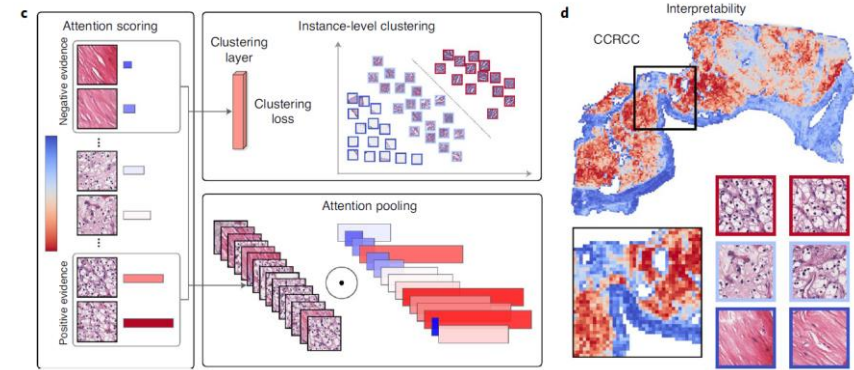 c
Attention scoring
Negative evidence
Positive evidence
Instance-level clustering
Clustering
layer
Clustering
loss
Attention pooling
d
Interpretability
CCRCC